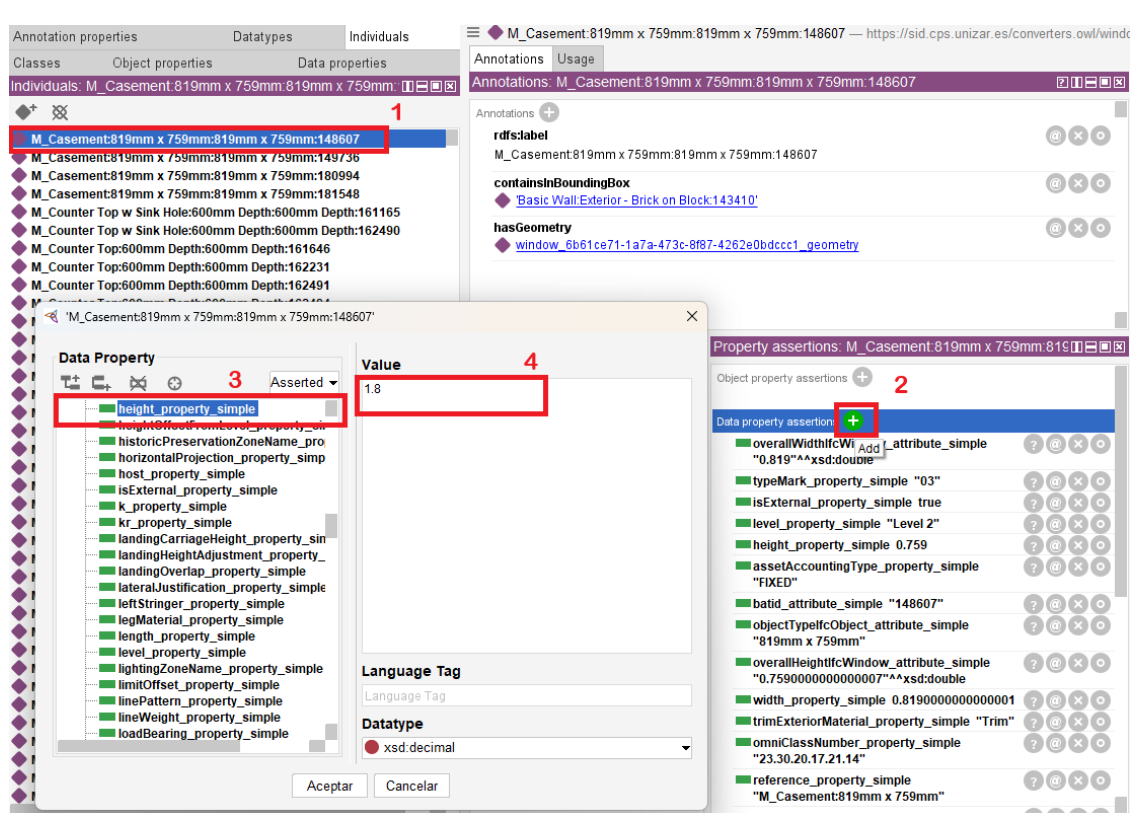 Annotation properties Datatypes Individuals
Classes Object properties Data properties
Individuals: M_Casement:819mm x 759mm:819mm x 759mm:
1
M_Casement:819mm x 759mm:819mm x 759mm:148607
M_Casement:819mm x 759mm:819mm x 759mm:149736
M_Casement:819mm x 759mm:819mm x 759mm:180994
M_Casement:819mm x 759mm:819mm x 759mm:181548
M_Counter Top w Sink Hole:600mm Depth:600mm Depth:161165
M_Counter Top w Sink Hole:600mm Depth:600mm Depth:162490
M_Counter Top:600mm Depth:600mm Depth:161646
M_Counter Top:600mm Depth:600mm Depth:162231
M_Counter Top:600mm Depth:600mm Depth:162491
M_Casement:819mm x 759mm:819mm x 759mm:148607 — https://sid.cps.unizar.es/converters.owl/windo
Annotations Usage
Annotations: M_Casement:819mm x 759mm:819mm x 759mm:148607
Annotations
rdfs:label
M_Casement:819mm x 759mm:819mm x 759mm:148607
containsInBoundingBox
'Basic Wall:Exterior - Brick on Block:143410'
hasGeometry
window_6b61ce71-1a7a-473c-8f87-4262e0bdccc1_geometry
'M_Casement:819mm x 759mm:819mm x 759mm:148607'
Data Property
3
Asserted
height_property_simple
heightOffsetFromLevel_property_sin
historicPreservationZoneName_prop
horizontalProjection_property_simp
host_property_simple
isExternal_property_simple
k_property_simple
kr_property_simple
landingCarriageHeight_property_sin
landingHeightAdjustment_property_
landingOverlap_property_simple
lateralJustification_property_simple
leftStringer_property_simple
legMaterial_property_simple
length_property_simple
level_property_simple
lightingZoneName_property_simple
limitOffset_property_simple
linePattern_property_simple
lineWeight_property_simple
loadBearing_property_simple
Value
4
1.8
Language Tag
Language Tag
Datatype
xsd:decimal
Aceptar Cancelar
Property assertions: M_Casement:819mm x 759mm:819
Object property assertions
2
Data property assertions
Add
overallWidthIfcWi _attribute_simple
"0.819"^^xsd:double
typeMark_property_simple "03"
isExternal_property_simple true
level_property_simple "Level 2"
height_property_simple 0.759
assetAccountingType_property_simple
"FIXED"
batid_attribute_simple "148607"
objectTypeIfcObject_attribute_simple
"819mm x 759mm"
overallHeightIfcWindow_attribute_simple
"0.7590000000000007"^^xsd:double
width_property_simple 0.8190000000000001
trimExteriorMaterial_property_simple "Trim"
omniClassNumber_property_simple
"23.30.20.17.21.14"
reference_property_simple
"M_Casement:819mm x 759mm"